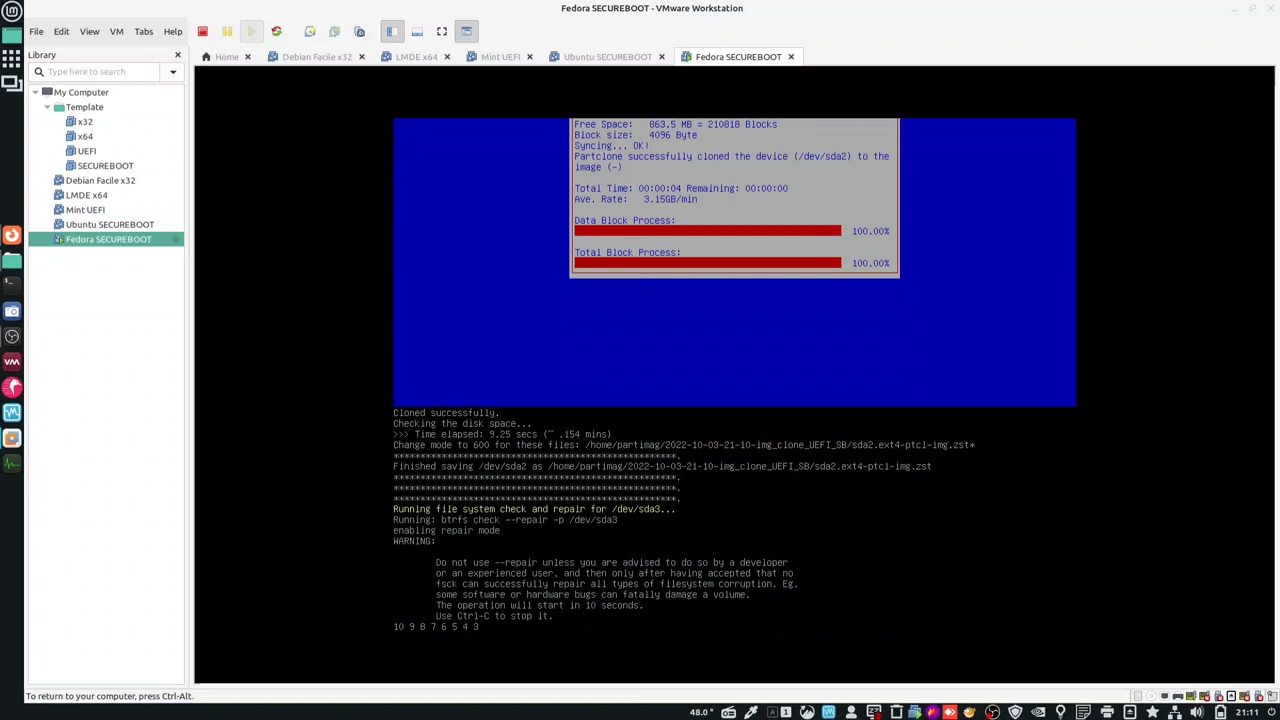 Fedora SECUREBOOT - VMware Workstation
File Edit View VM Tabs Help
Library
Home
Debian Facile x32
LMDE x64
Mint UEFI
Ubuntu SECUREBOOT
Fedora SECUREBOOT
Type here to search
My Computer
Template
x32
x64
UEFI
SECUREBOOT
Debian Facile x32
LMDE x64
Mint UEFI
Ubuntu SECUREBOOT
Fedora SECUREBOOT
Free Space: 863.5 MB = 210818 Blocks
Block size: 4096 Byte
Syncing... OK!
Partclone successfully cloned the device (/dev/sda2) to the
image (-)
Total Time: 00:00:04 Remaining: 00:00:00
Ave. Rate: 3.15GB/min
Data Block Process:
100.00%
Total Block Process:
100.00%
Cloned successfully.
Checking the disk space...
>>> Time elapsed: 9.25 secs (~ .154 mins)
Change mode to 600 for these files: /home/partimag/2022-10-03-21-10-img_clone_UEFI_SB/sda2.ext4-ptcl-img.zst*
*****************************************************.
Finished saving /dev/sda2 as /home/partimag/2022-10-03-21-10-img_clone_UEFI_SB/sda2.ext4-ptcl-img.zst
*****************************************************.
*****************************************************.
*****************************************************.
Running file system check and repair for /dev/sda3...
Running: btrfs check --repair -p /dev/sda3
enabling repair mode
WARNING:
Do not use --repair unless you are advised to do so by a developer
or an experienced user, and then only after having accepted that no
fsck can successfully repair all types of filesystem corruption. Eg.
some software or hardware bugs can fatally damage a volume.
The operation will start in 10 seconds.
Use Ctrl-C to stop it.
10 9 8 7 6 5 4 3
To return to your computer, press Ctrl-Alt.
48.0°
A 1
21:11